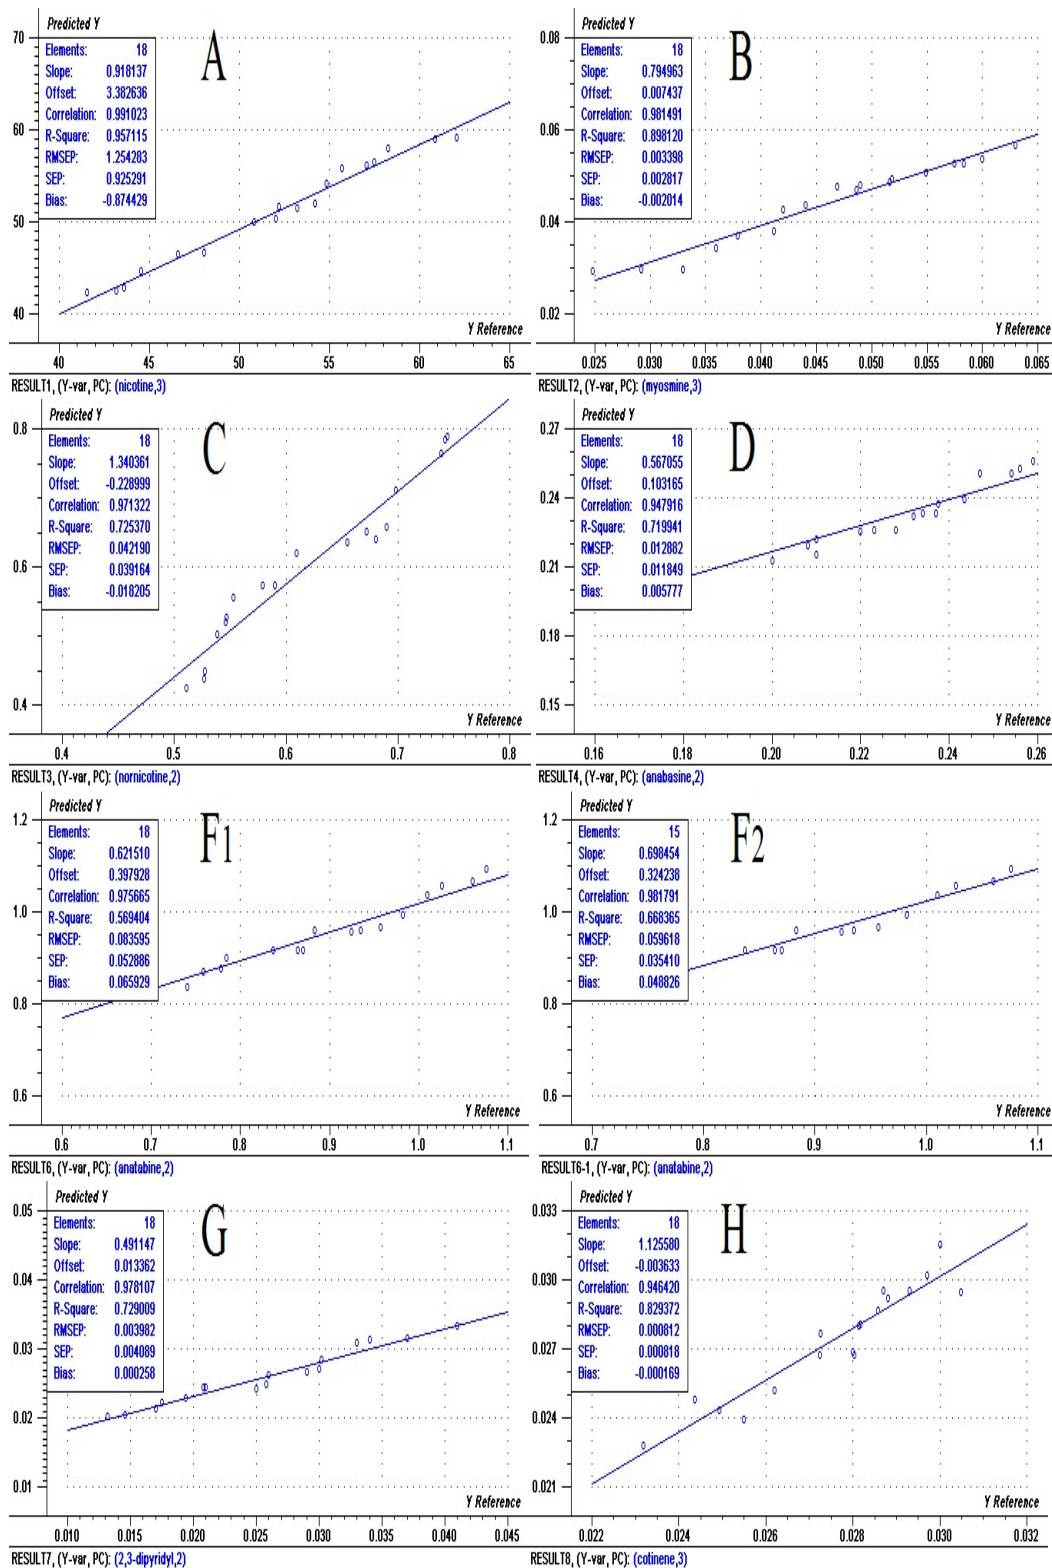 Predicted Y
A
Elements: 18
Slope: 0.918137
Offset: 3.382636
Correlation: 0.991023
R-Square: 0.957115
RMSEP: 1.254283
SEP: 0.925291
Bias: -0.874429
70
60
50
40
Y Reference
40 45 50 55 60 65
RESULT1, (Y-var, PC): (nicotine,3)
Predicted Y
B
Elements: 18
Slope: 0.794963
Offset: 0.007437
Correlation: 0.981491
R-Square: 0.898120
RMSEP: 0.003398
SEP: 0.002817
Bias: -0.002014
0.08
0.06
0.04
0.02
Y Reference
0.025 0.030 0.035 0.040 0.045 0.050 0.055 0.060 0.065
RESULT2, (Y-var, PC): (myosmine,3)
Predicted Y
C
Elements: 18
Slope: 1.340361
Offset: -0.228999
Correlation: 0.971322
R-Square: 0.725370
RMSEP: 0.042190
SEP: 0.039164
Bias: -0.018205
0.8
0.6
0.4
Y Reference
0.4 0.5 0.6 0.7 0.8
RESULT3, (Y-var, PC): (nornicotine,2)
Predicted Y
D
Elements: 18
Slope: 0.567055
Offset: 0.103165
Correlation: 0.947916
R-Square: 0.719941
RMSEP: 0.012882
SEP: 0.011849
Bias: 0.005777
0.27
0.24
0.21
0.18
0.15
Y Reference
0.16 0.18 0.20 0.22 0.24 0.26
RESULT4, (Y-var, PC): (anabasine,2)
Predicted Y
F1
Elements: 18
Slope: 0.621510
Offset: 0.397928
Correlation: 0.975665
R-Square: 0.569404
RMSEP: 0.083595
SEP: 0.052886
Bias: 0.065929
1.2
1.0
0.8
0.6
Y Reference
0.6 0.7 0.8 0.9 1.0 1.1
RESULT6, (Y-var, PC): (anatabine,2)
Predicted Y
F2
Elements: 15
Slope: 0.698454
Offset: 0.324238
Correlation: 0.981791
R-Square: 0.668365
RMSEP: 0.059618
SEP: 0.035410
Bias: 0.048826
1.2
1.0
0.8
0.6
Y Reference
0.7 0.8 0.9 1.0 1.1
RESULT6-1, (Y-var, PC): (anatabine,2)
Predicted Y
G
Elements: 18
Slope: 0.491147
Offset: 0.013362
Correlation: 0.978107
R-Square: 0.729009
RMSEP: 0.003982
SEP: 0.004089
Bias: 0.000258
0.05
0.04
0.03
0.02
0.01
Y Reference
0.010 0.015 0.020 0.025 0.030 0.035 0.040 0.045
RESULT7, (Y-var, PC): (2,3-dipyridyl,2)
Predicted Y
H
Elements: 18
Slope: 1.125580
Offset: -0.003633
Correlation: 0.946420
R-Square: 0.829372
RMSEP: 0.000812
SEP: 0.000818
Bias: -0.000169
0.033
0.030
0.027
0.024
0.021
Y Reference
0.022 0.024 0.026 0.028 0.030 0.032
RESULT8, (Y-var, PC): (cotinene,3)